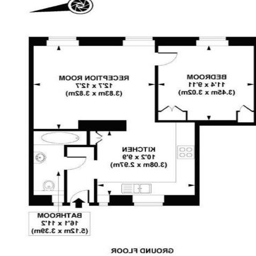 RECEPTION ROOM
12'7 x 12'7
(3.83m x 3.82m)
BEDROOM
11'4 x 9'11
(3.45m x 3.02m)
KITCHEN
10'2 x 9'9
(3.08m x 2.97m)
BATHROOM
16'1 x 11'2
(5.12m x 3.39m)
GROUND FLOOR